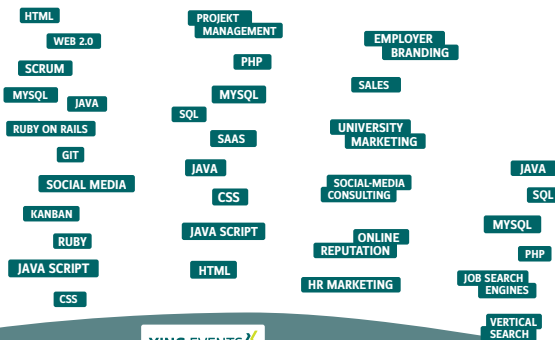 HTML
WEB 2.0
SCRUM
MYSQL
JAVA
RUBY ON RAILS
GIT
SOCIAL MEDIA
KANBAN
RUBY
JAVA SCRIPT
CSS
PROJEKT
MANAGEMENT
PHP
MYSQL
SQL
SAAS
JAVA
CSS
JAVA SCRIPT
HTML
EMPLOYER
BRANDING
SALES
UNIVERSITY
MARKETING
SOCIAL-MEDIA
CONSULTING
ONLINE
REPUTATION
HR MARKETING
JAVA
SQL
MYSQL
PHP
JOB SEARCH
ENGINES
VERTICAL
SEARCH
XING EVENTS